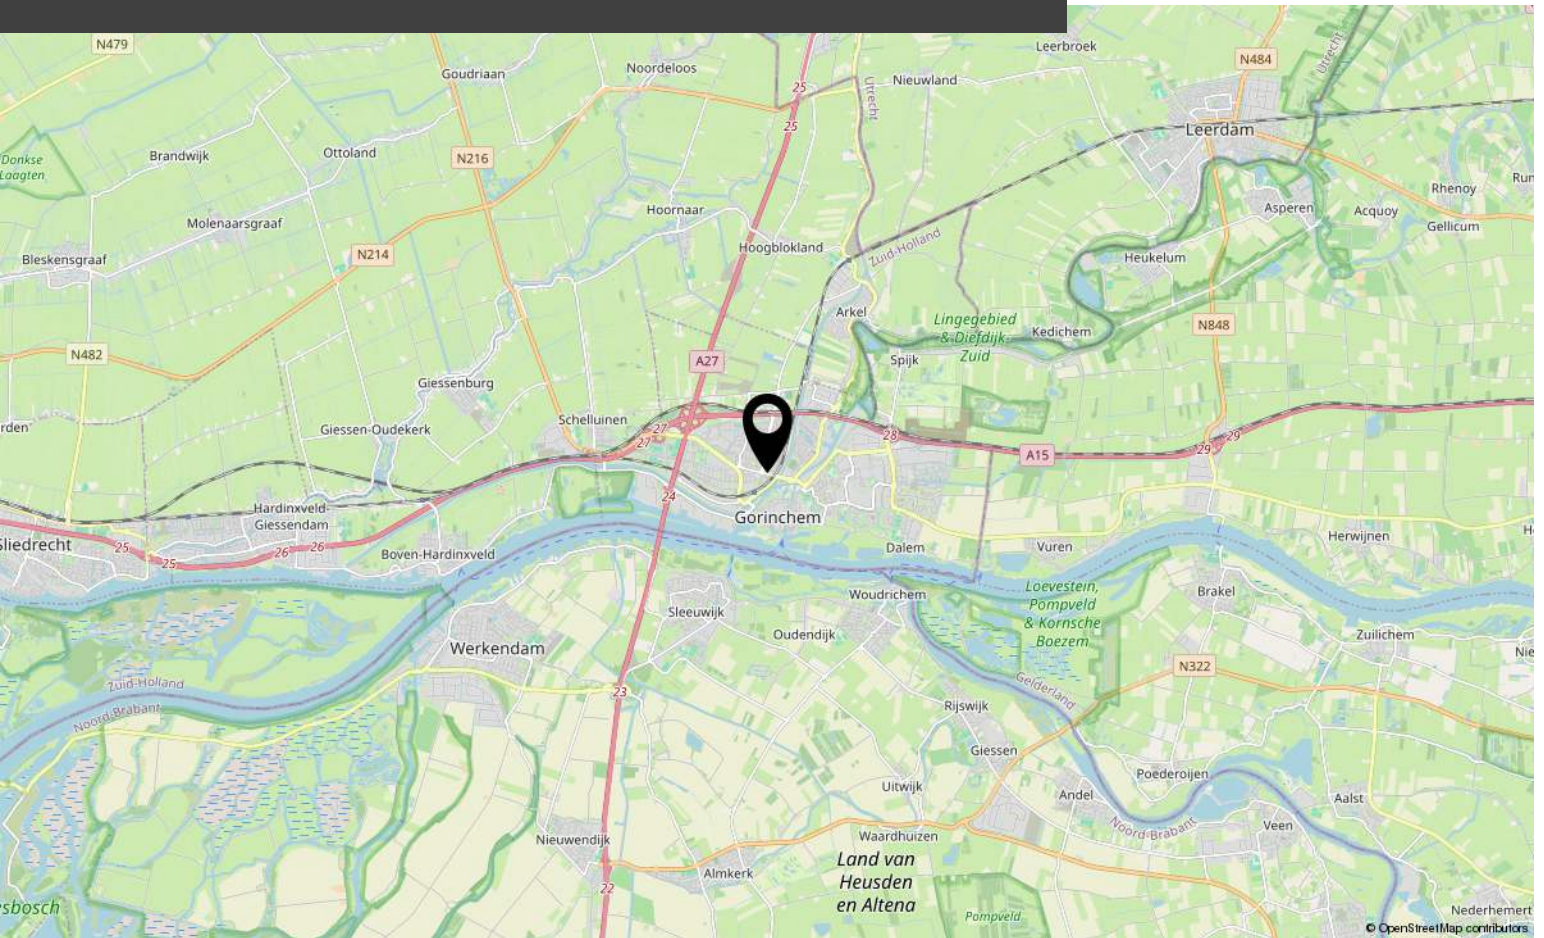 N479
Goudriaan
Noordeloos
25
Nieuwland
Leerbroek
N484
Utrecht
Utrecht
25
Leerdam
Donkse
Laagten
Brandwijk
Ottoland
N216
Rhenoy
Run
Molenaarsgraaf
Hoornaar
Asperen
Acquoy
Gellicum
Bleskensgraaf
N214
Hoogblokland
Zuid-Holland
Heukelum
Arkel
Lingegebied
& Diefdijk-
Zuid
Kedichem
N848
N482
A27
Spijk
Giessenburg
rden'
Giessen-Oudekerk
Schelluinen
27
27
28
29
29
A15
24
Hardinxveld-
Giessendam
Gorinchem
Sliedrecht
25
25
26
26
Boven-Hardinxveld
Dalem
Vuren
Herwijnen
H
Woudrichem
Loevestein,
Pompveld
& Kornsche
Boezem
Brakel
Sleeuwijk
Oudendijk
Zuilichem
Werkendam
Nie
N322
Zuid-Holland
Noord-Brabant
23
Gelderland
Rijswijk
Giessen
Poederoijen
Uitwijk
Andel
Aalst
Noord-Brabant
Veen
Nieuwendijk
Waardhuizen
Almkerk
22
Land van
Heusden
en Altena
sbosch
Pompveld
Nederhemert
© OpenStreetMap contributors